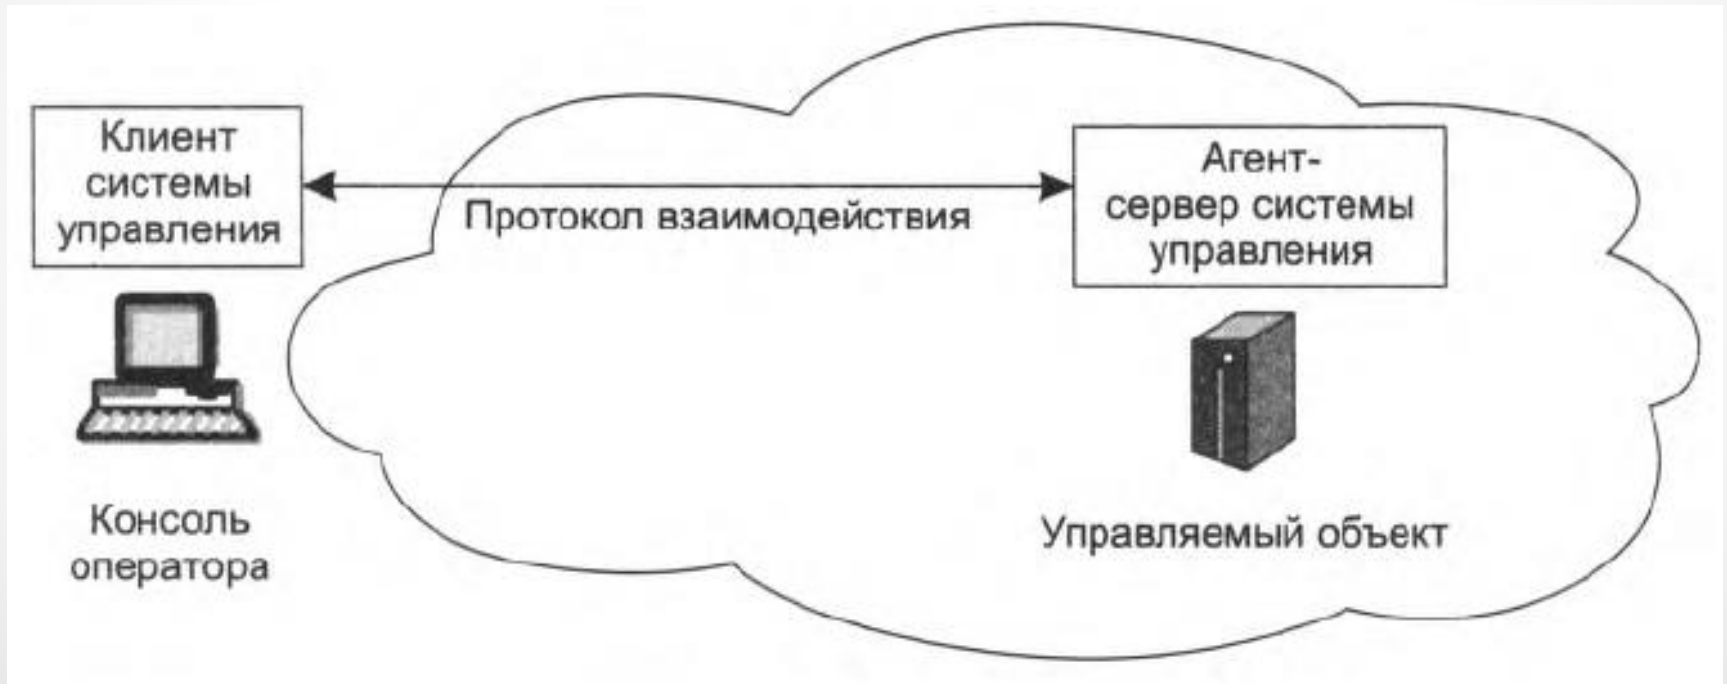 Клиент
системы
управления
Протокол взаимодействия
Агент-
сервер системы
управления
Консоль
оператора
Управляемый объект